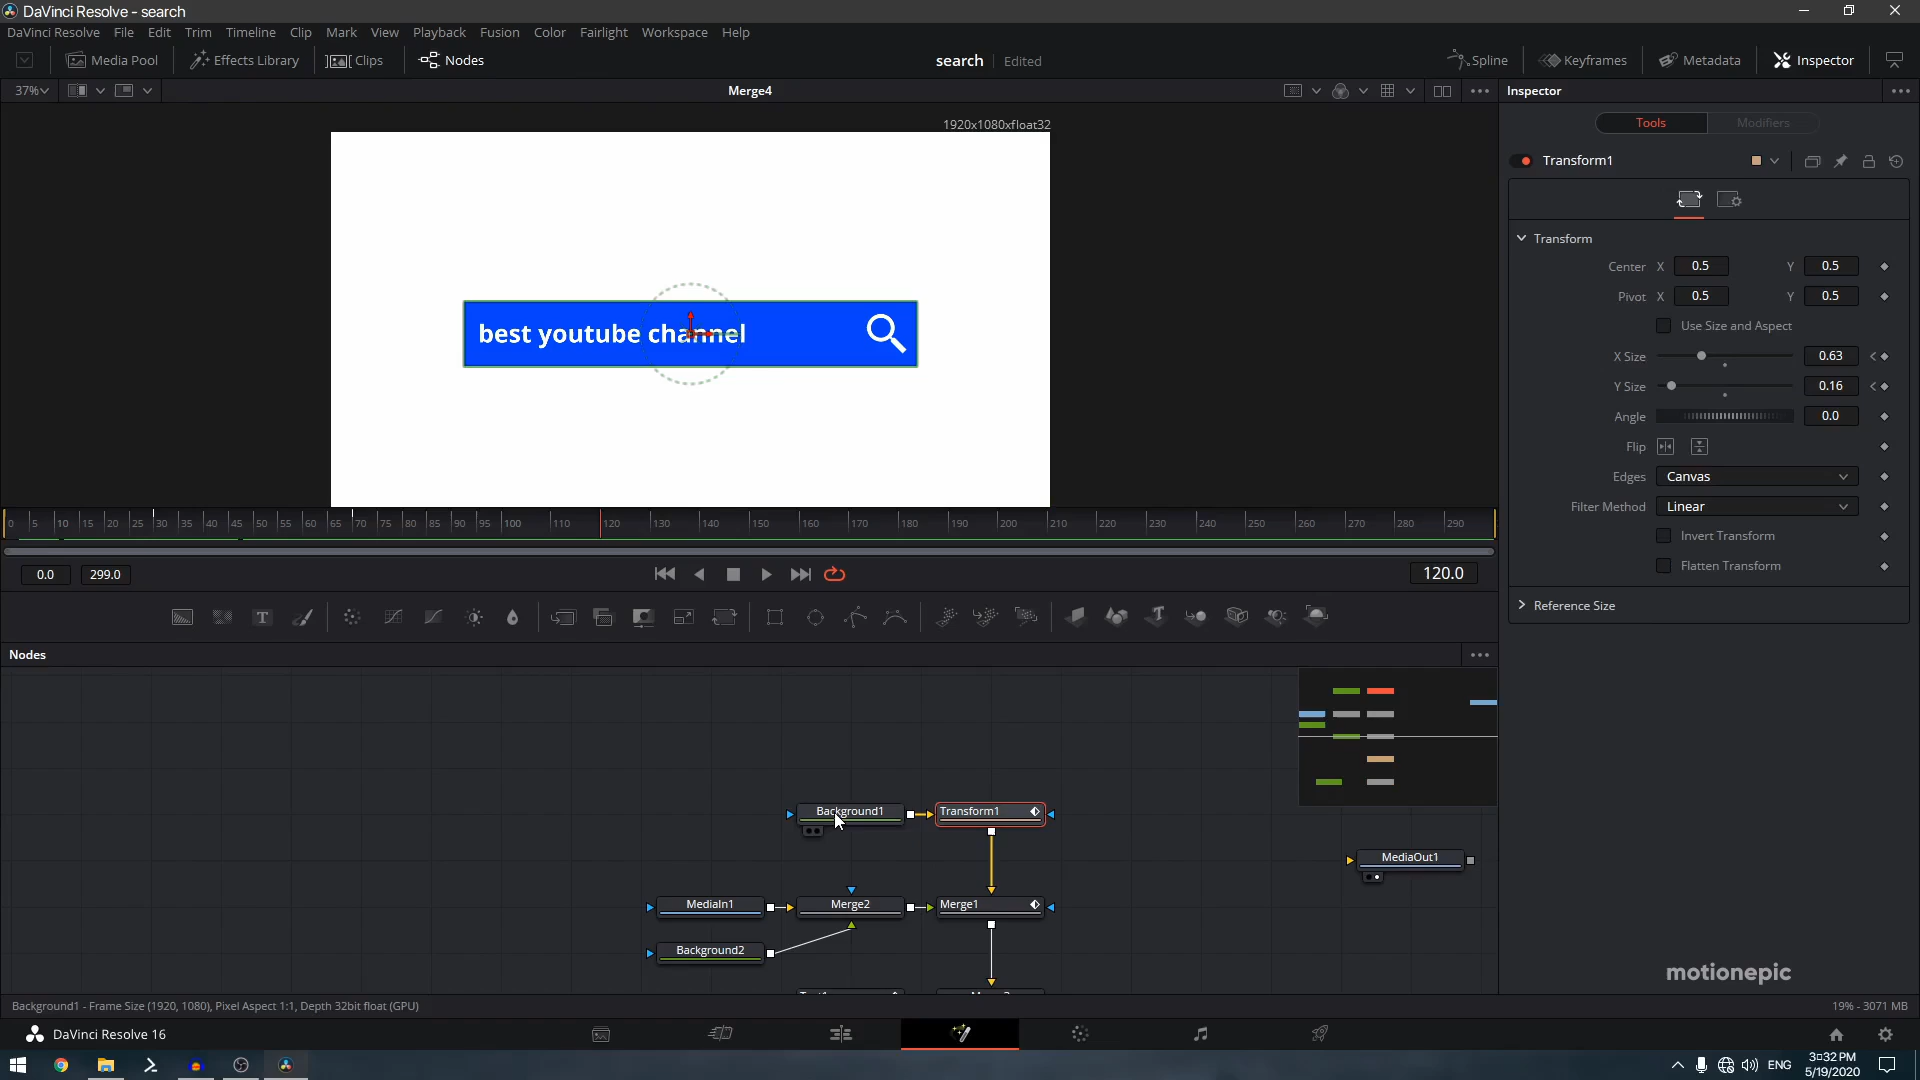 DaVinci Resolve - search
DaVinci Resolve File Edit Trim Timeline Clip Mark View Playback Fusion Color Fairlight Workspace Help
Media Pool Effects Library Clips Nodes search Edited Spline Keyframes Metadata Inspector
37% Merge4 Inspector
1920x1080xfloat32
Tools Modifiers
Transform1
Transform
Center X 0.5 Y 0.5
Pivot X 0.5 Y 0.5
Use Size and Aspect
X Size 0.63
Y Size 0.16
Angle 0.0
Flip
Edges Canvas
Filter Method Linear
Invert Transform
Flatten Transform
Reference Size
best youtube channel
0 5 10 15 20 25 30 35 40 45 50 55 60 65 70 75 80 85 90 95 100 110 120 130 140 150 160 170 180 190 200 210 220 230 240 250 260 270 280 290
0.0 299.0 120.0
Nodes
Background1 Transform1
MediaOut1
MediaIn1 Merge2 Merge1
Background2
motionepic
Background1 - Frame Size (1920, 1080), Pixel Aspect 1:1, Depth 32bit float (GPU) 19% - 3071 MB
DaVinci Resolve 16
ENG 3:32 PM
5/19/2020